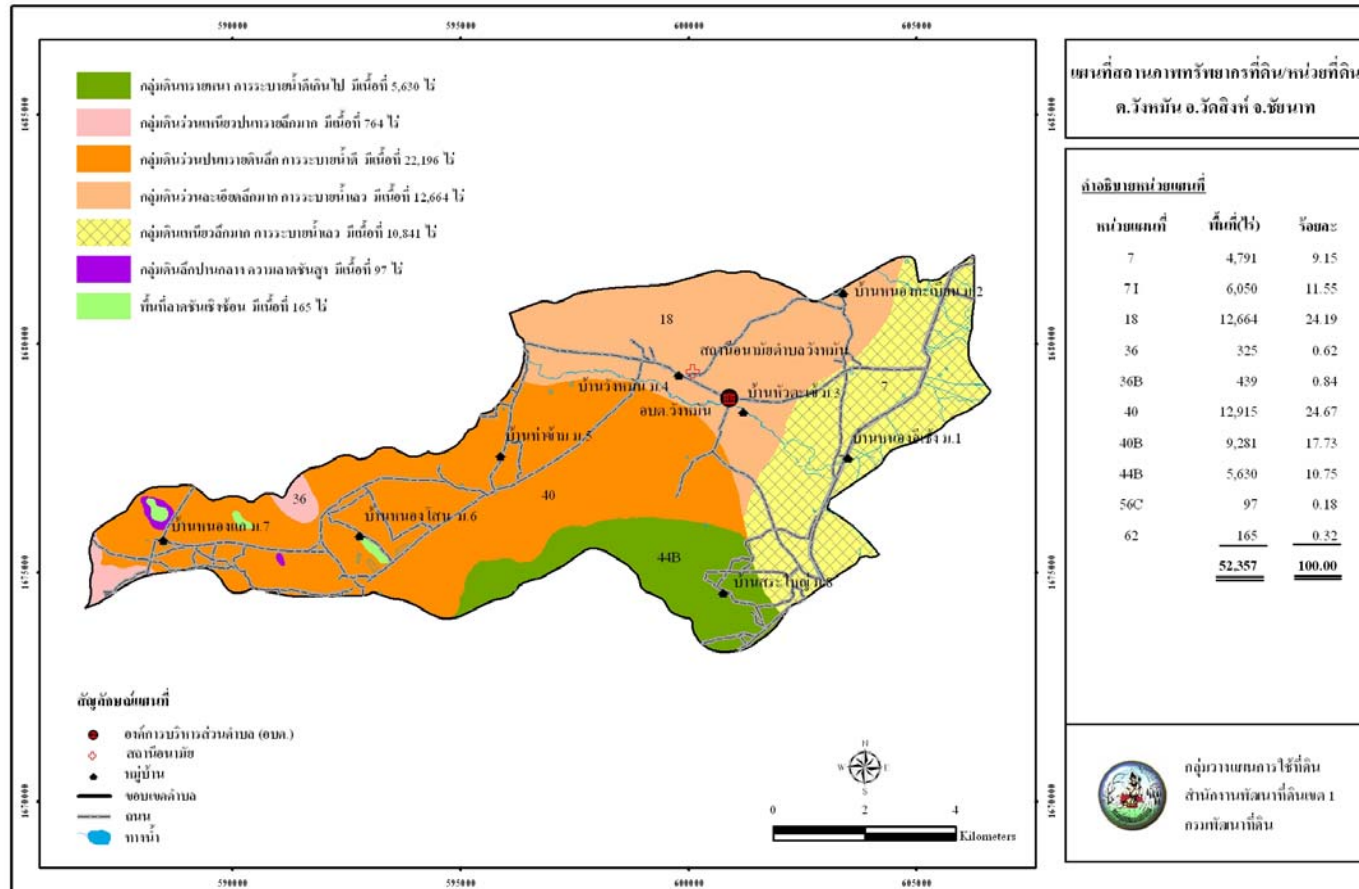 590000
595000
600000
605000
1685000
1685000
1680000
1680000
1675000
1675000
1670000
1670000
กลุ่มดินทรายหนา การระบายน้ำดีเกินไป มีเนื้อที่ 5,630 ไร่
กลุ่มดินร่วนเหนียวปนทรายลึกมาก มีเนื้อที่ 764 ไร่
กลุ่มดินร่วนปนทรายดินลึก การระบายน้ำดี มีเนื้อที่ 22,196 ไร่
กลุ่มดินร่วนละเอียดลึกมาก การระบายน้ำเลว มีเนื้อที่ 12,664 ไร่
กลุ่มดินเหนียวลึกมาก การระบายน้ำเลว มีเนื้อที่ 10,841 ไร่
กลุ่มดินลึกปานกลาง ความลาดชันสูง มีเนื้อที่ 97 ไร่
พื้นที่ลาดชันเชิงซ้อน มีเนื้อที่ 165 ไร่
บ้านหนองกะเบียน ม.2
18
สถานีอนามัยตำบลวังหมัน
บ้านวังหมัน ม.4
บ้านหัวตะเข้ ม.3
7
อบต.วังหมัน
บ้านท่าข้าม ม.5
ม.1
36
40
บ้านหนองโสน ม.6
บ้านหนองแก ม.7
44B
บ้านสระใหญ่ ม.8
สัญลักษณ์แผนที่
องค์การบริหารส่วนตำบล (อบต.)
สถานีอนามัย
หมู่บ้าน
ขอบเขตตำบล
ถนน
ทางน้ำ
N
W E
S
0 2 4
Kilometers
590000
595000
600000
605000
แผนที่สถานภาพทรัพยากรที่ดิน/หน่วยที่ดิน
ต.วังหมัน อ.วัดสิงห์ จ.ชัยนาท
คำอธิบายหน่วยแผนที่
หน่วยแผนที่ พื้นที่(ไร่) ร้อยละ
7 4,791 9.15
7I 6,050 11.55
18 12,664 24.19
36 325 0.62
36B 439 0.84
40 12,915 24.67
40B 9,281 17.73
44B 5,630 10.75
56C 97 0.18
62 165 0.32
52,357 100.00
กลุ่มวางแผนการใช้ที่ดิน
สำนักงานพัฒนาที่ดินเขต 1
กรมพัฒนาที่ดิน